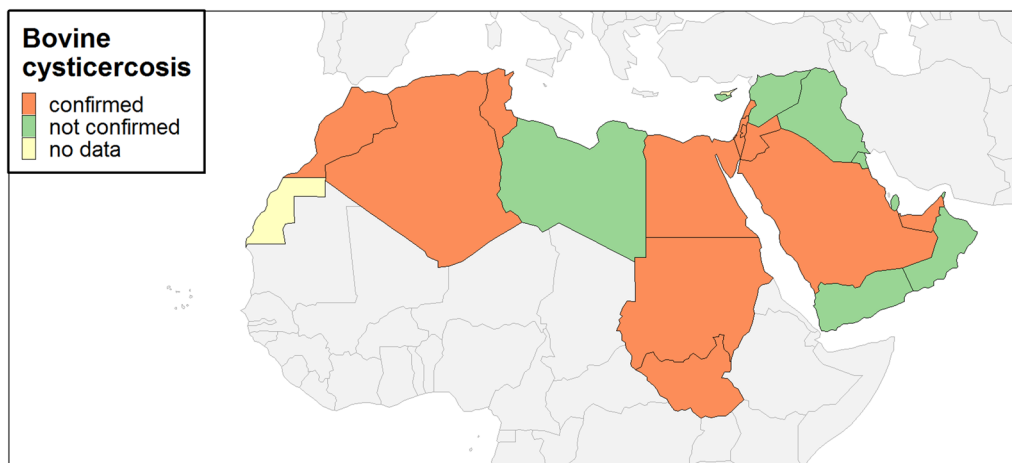 Bovine
cysticercosis
confirmed
not confirmed
no data